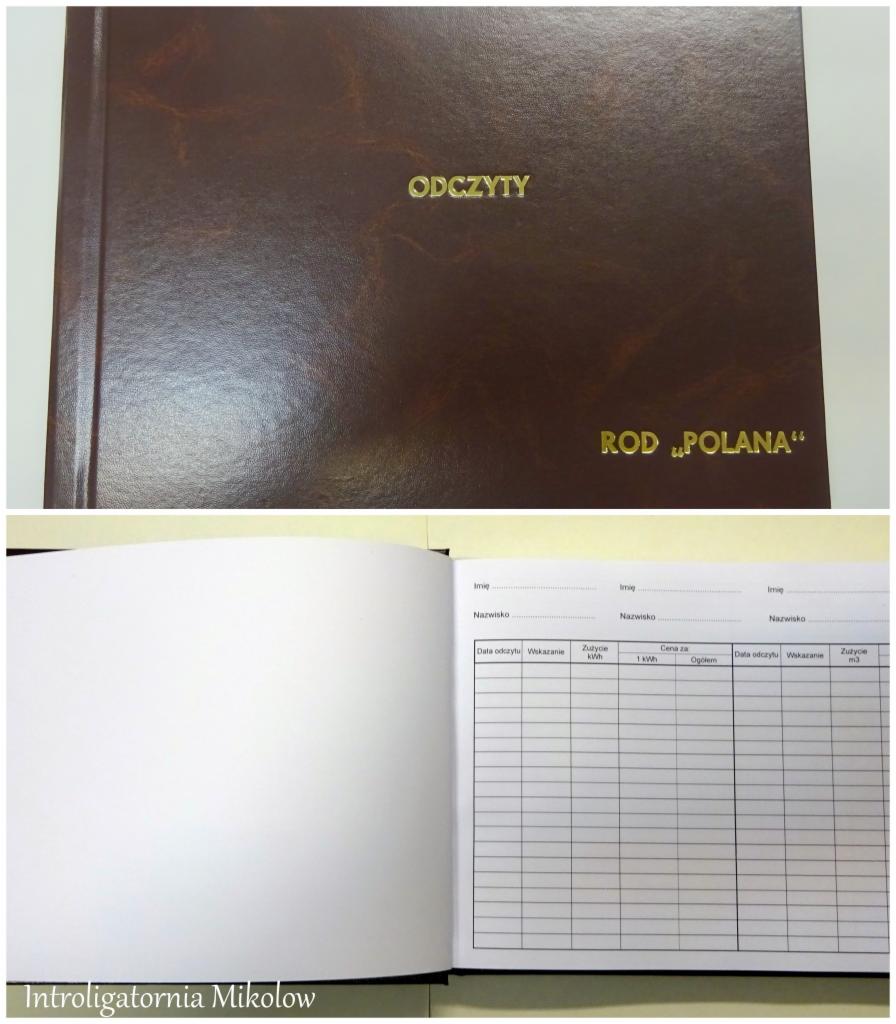 ODCZYTY
ROD „POLANA“
Imię ........................ Imię ........................ Imię ........................
Nazwisko ........................ Nazwisko ........................ Nazwisko ........................
Data odczytu Wskazanie Zużycie kWh Cena za: Data odczytu Wskazanie Zużycie m3
1 kWh Ogółem
Introligatornia Mikolow